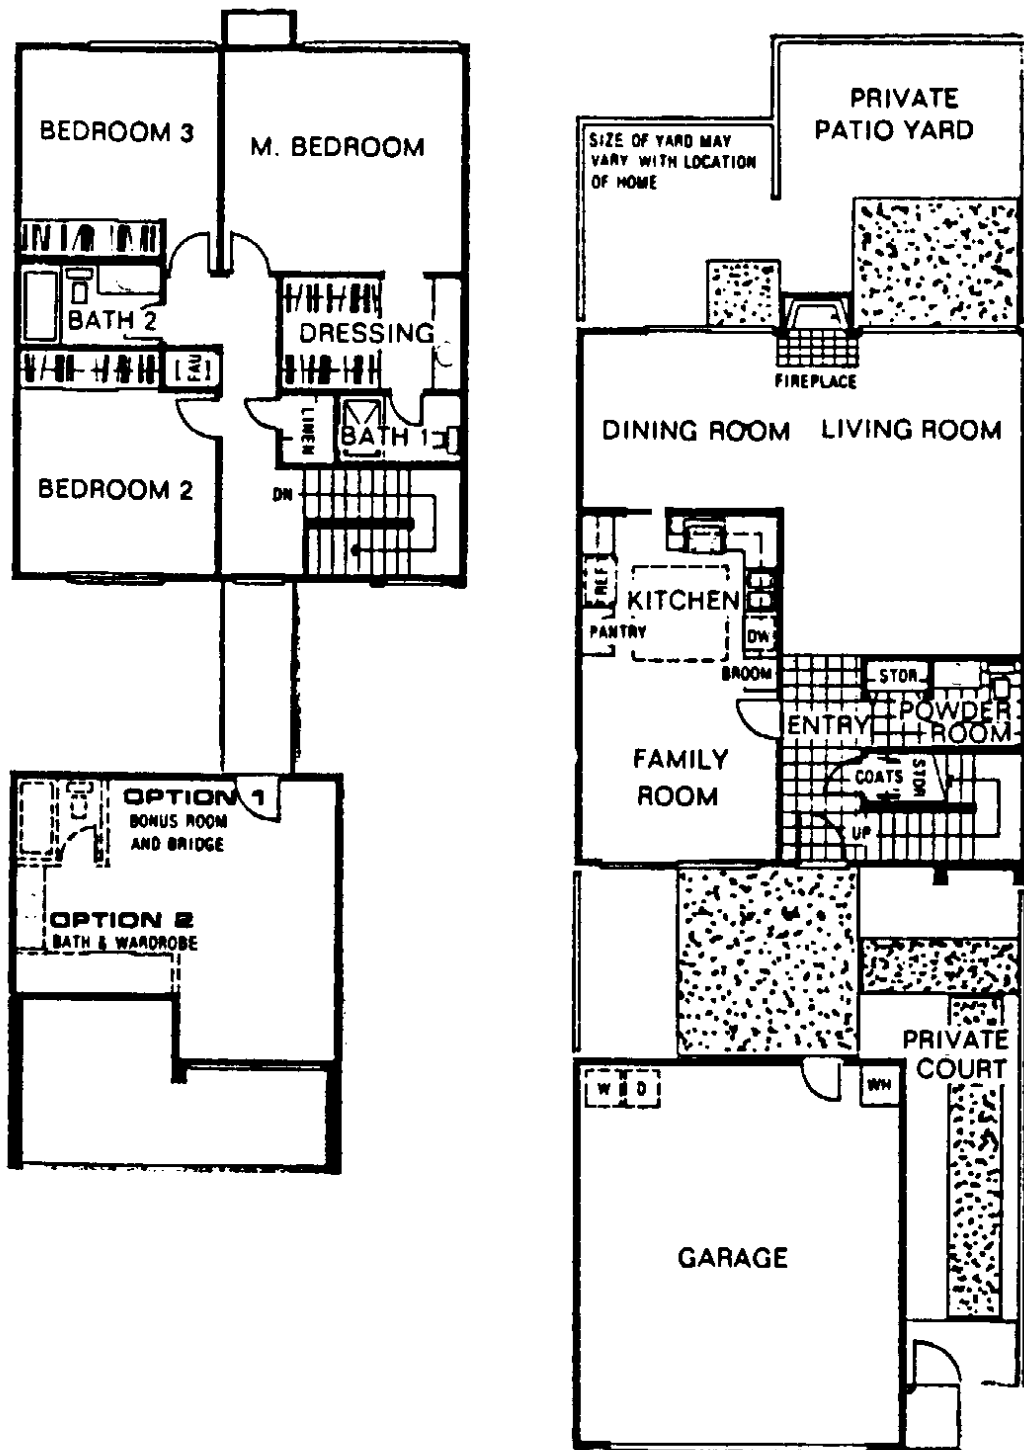 BEDROOM 3
M. BEDROOM
BATH 2
DRESSING
[FAU]
LINEN
BATH 1
BEDROOM 2
DN
OPTION 1
BONUS ROOM
AND BRIDGE
OPTION 2
BATH & WARDROBE
PRIVATE
PATIO YARD
SIZE OF YARD MAY
VARY WITH LOCATION
OF HOME
FIREPLACE
DINING ROOM
LIVING ROOM
REF
KITCHEN
PANTRY
DW
BROOM
STOR
ENTRY
POWDER
ROOM
FAMILY
ROOM
COATS
STOR
UP
PRIVATE
COURT
W
D
WH
GARAGE